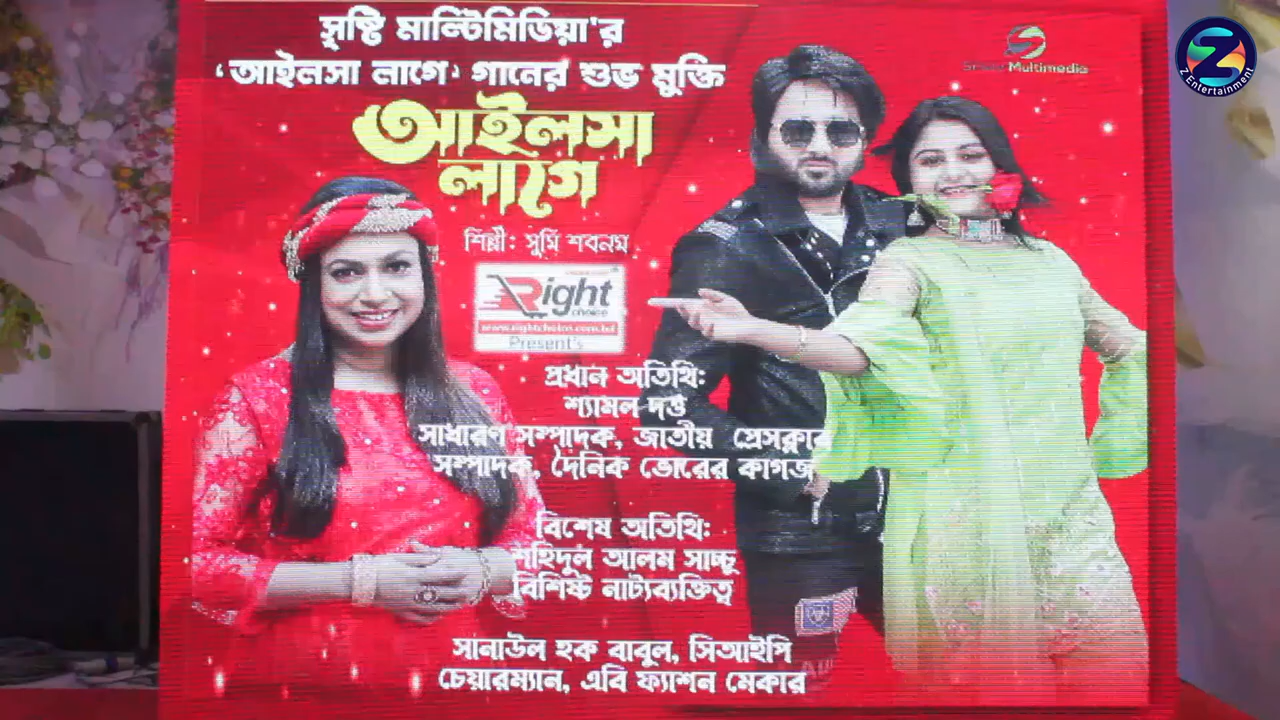 সৃষ্টি মাল্টিমিডিয়া'র
‘আইলসা লাগে’ গানের শুভ মুক্তি
আইলসা
লাগে
শিল্পী: সুমি শবনম
Right
choice
www.rightchoice.com.bd
Present's
প্রধান অতিথি:
শ্যামল দত্ত
সাধারণ সম্পাদক, জাতীয় প্রেসক্লাব
সম্পাদক, দৈনিক ভোরের কাগজ
বিশেষ অতিথি:
শহিদুল আলম সাচ্চু
বিশিষ্ট নাট্যব্যক্তিত্ব
সানাউল হক বাবুল, সিআইপি
চেয়ারম্যান, এবি ফ্যাশন মেকার
Multimedia
Z Entertainment